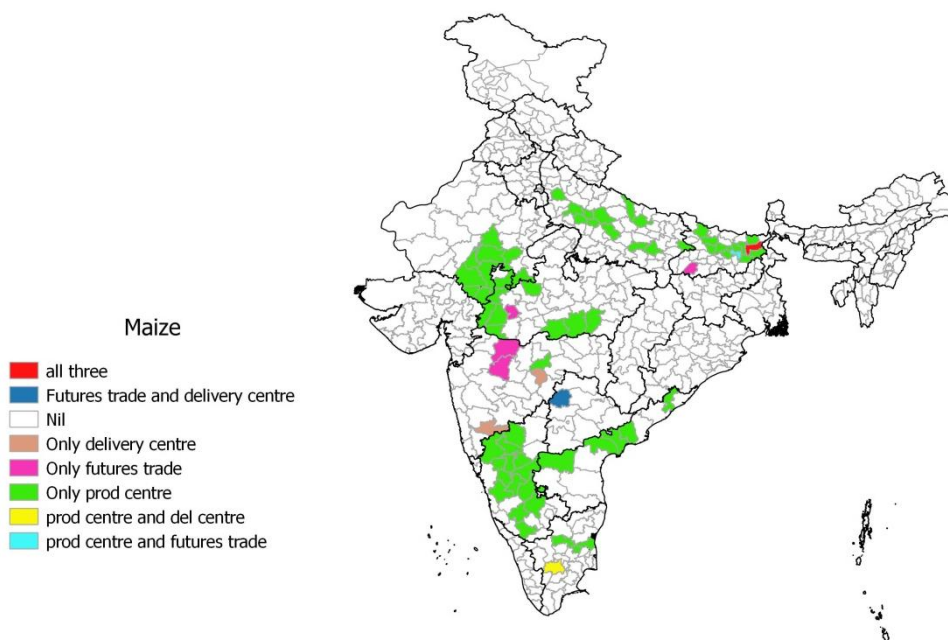 Maize
all three
Futures trade and delivery centre
Nil
Only delivery centre
Only futures trade
Only prod centre
prod centre and del centre
prod centre and futures trade